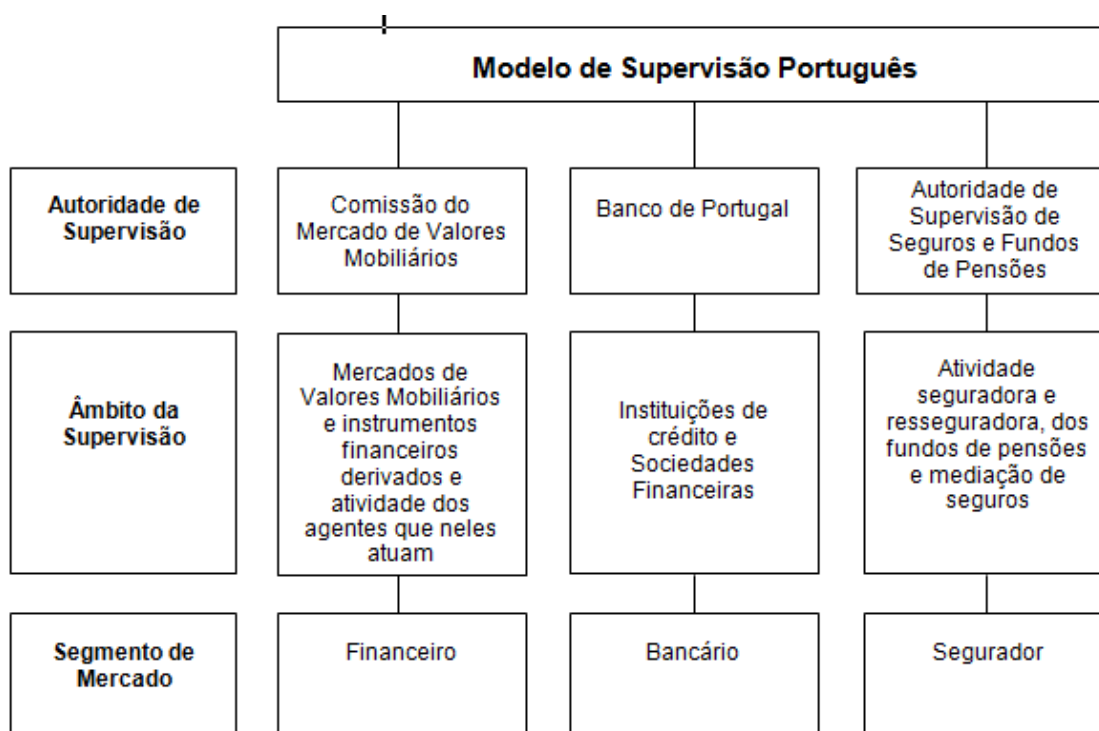 Modelo de Supervisão Português
Autoridade de
Supervisão
Comissão do
Mercado de Valores
Mobiliários
Banco de Portugal
Autoridade de
Supervisão de
Seguros e Fundos
de Pensões
Âmbito da
Supervisão
Mercados de
Valores Mobiliários
e instrumentos
financeiros
derivados e
atividade dos
agentes que neles
atuam
Instituições de
crédito e
Sociedades
Financeiras
Atividade
seguradora e
resseguradora, dos
fundos de pensões
e mediação de
seguros
Segmento de
Mercado
Financeiro
Bancário
Segurador